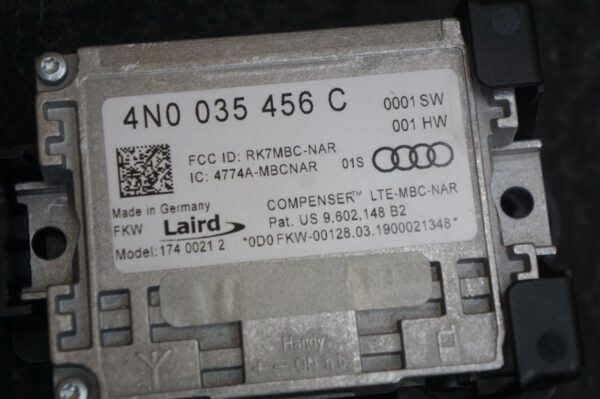 4N0 035 456 C
0001 SW
001 HW
FCC ID: RK7MBC-NAR
IC: 4774A-MBCNAR
01S
Made in Germany
FKW
Laird
Model: 174 0021 2
COMPENSER™ LTE-MBC-NAR
Pat. US 9,602,148 B2
*0D0 FKW-00128.03.1900021348*
Handy
ON n.b.